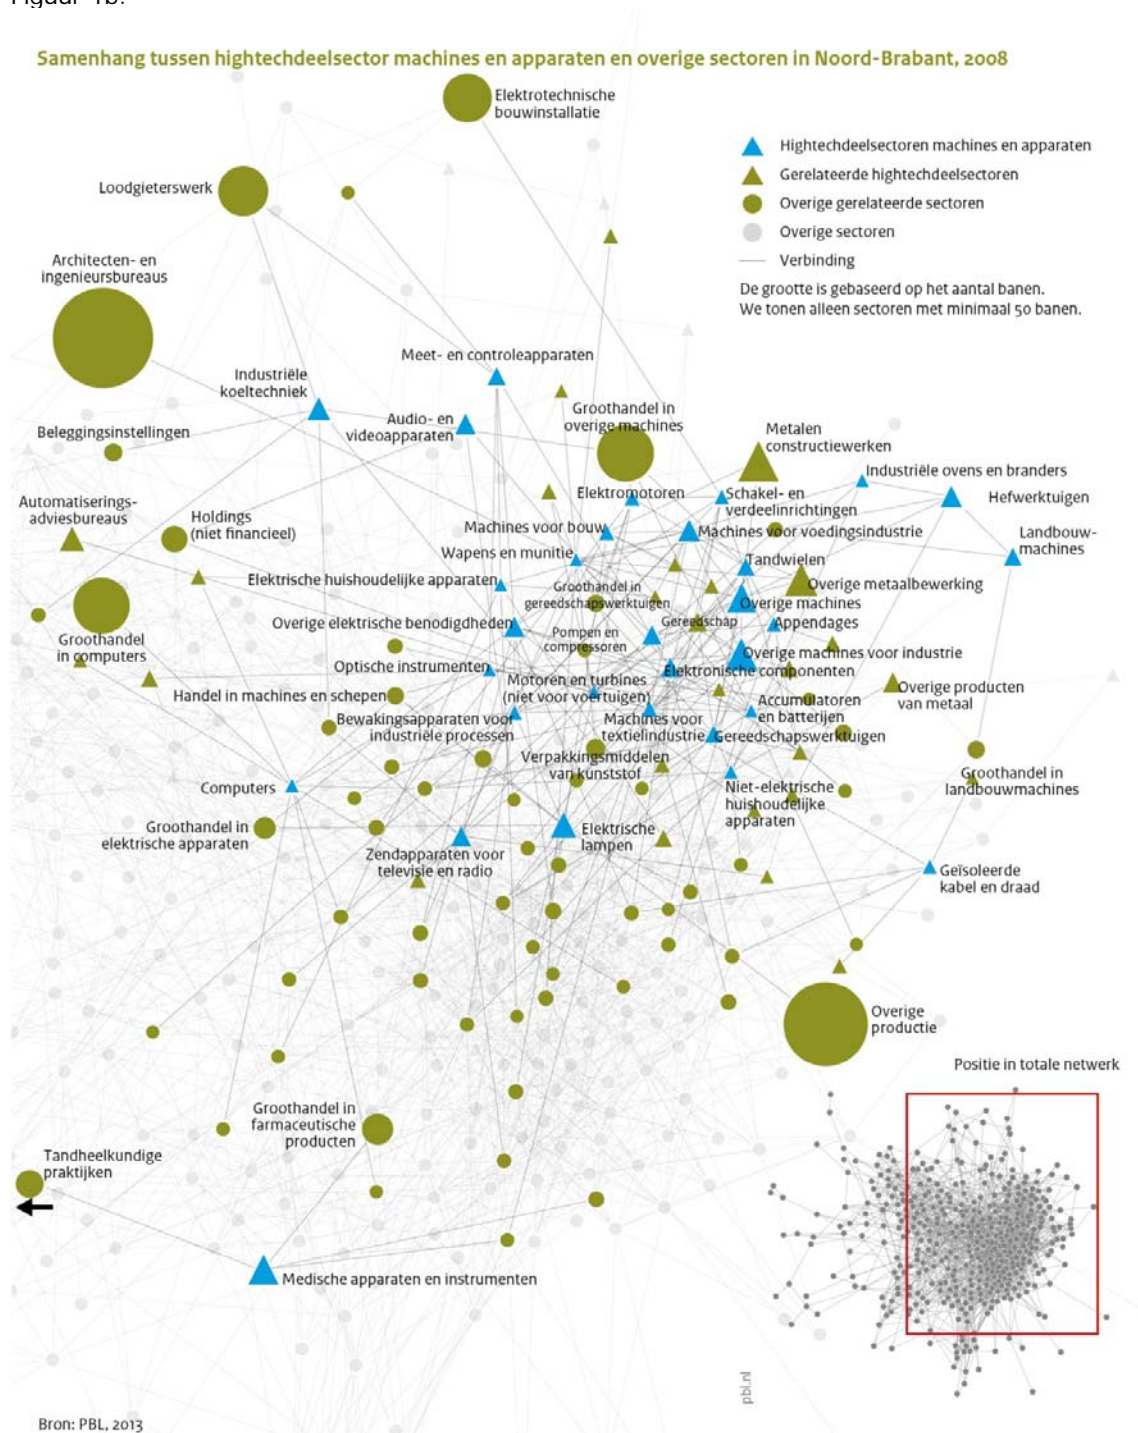 Figuur 4b:
Samenhang tussen hightechdeelsector machines en apparaten en overige sectoren in Noord-Brabant, 2008
Elektrotechnische
bouwinstallatie
Hightechdeelsectoren machines en apparaten
Gerelateerde hightechdeelsectoren
Overige gerelateerde sectoren
Overige sectoren
Verbinding
De grootte is gebaseerd op het aantal banen.
We tonen alleen sectoren met minimaal 50 banen.
Loodgieterswerk
Architecten- en
ingenieursbureaus
Meet- en controleapparaten
Industriële
koeltechniek
Audio- en
videoapparaten
Groothandel in
overige machines
Metalen
constructiewerken
Beleggingsinstellingen
Industriële ovens en branders
Hefwerktuigen
Elektromotoren
Schakel- en
verdeelinrichtingen
Automatiserings-
adviesbureaus
Holdings
(niet financieel)
Machines voor bouw
Machines voor voedingsindustrie
Landbouw-
machines
Wapens en munitie
Tandwielen
Elektrische huishoudelijke apparaten
Groothandel in
gereedschapswerktuigen
Overige metaalbewerking
Overige machines
Overige elektrische benodigdheden
Gereedschap
Appendages
Groothandel
in computers
Pompen en
compressoren
Overige machines voor industrie
Optische instrumenten
Elektronische componenten
Motoren en turbines
(niet voor voertuigen)
Handel in machines en schepen
Overige producten
van metaal
Accumulatoren
en batterijen
Bewakingsapparaten voor
industriële processen
Machines voor
textielindustrie
Gereedschapswerktuigen
Verpakkingsmiddelen
van kunststof
Groothandel in
landbouwmachines
Computers
Niet-elektrische
huishoudelijke
apparaten
Groothandel in
elektrische apparaten
Elektrische
lampen
Zendapparaten voor
televisie en radio
Geïsoleerde
kabel en draad
Overige
productie
Positie in totale netwerk
Groothandel in
farmaceutische
producten
Tandheelkundige
praktijken
Medische apparaten en instrumenten
pbl.nl
Bron: PBL, 2013